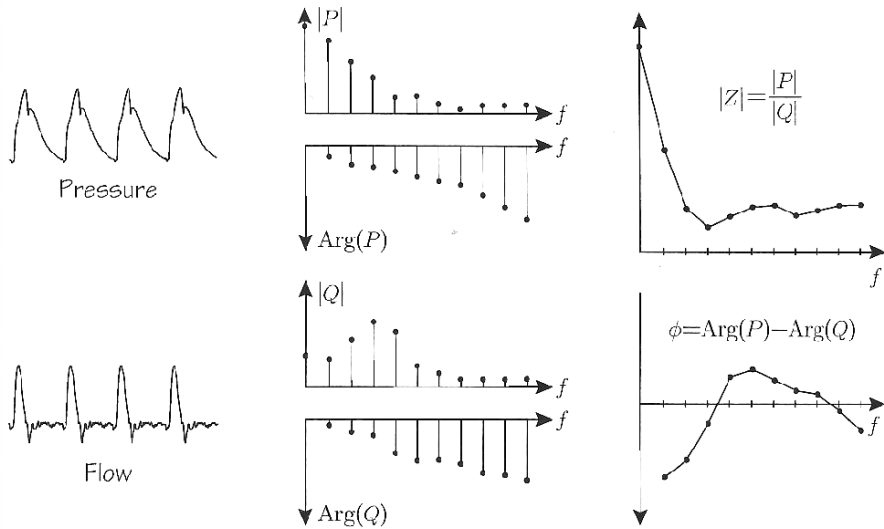 Pressure
|P|
f
f
Arg(P)
|Z|=|P|/|Q|
f
Flow
|Q|
f
f
Arg(Q)
ϕ=Arg(P)−Arg(Q)
f